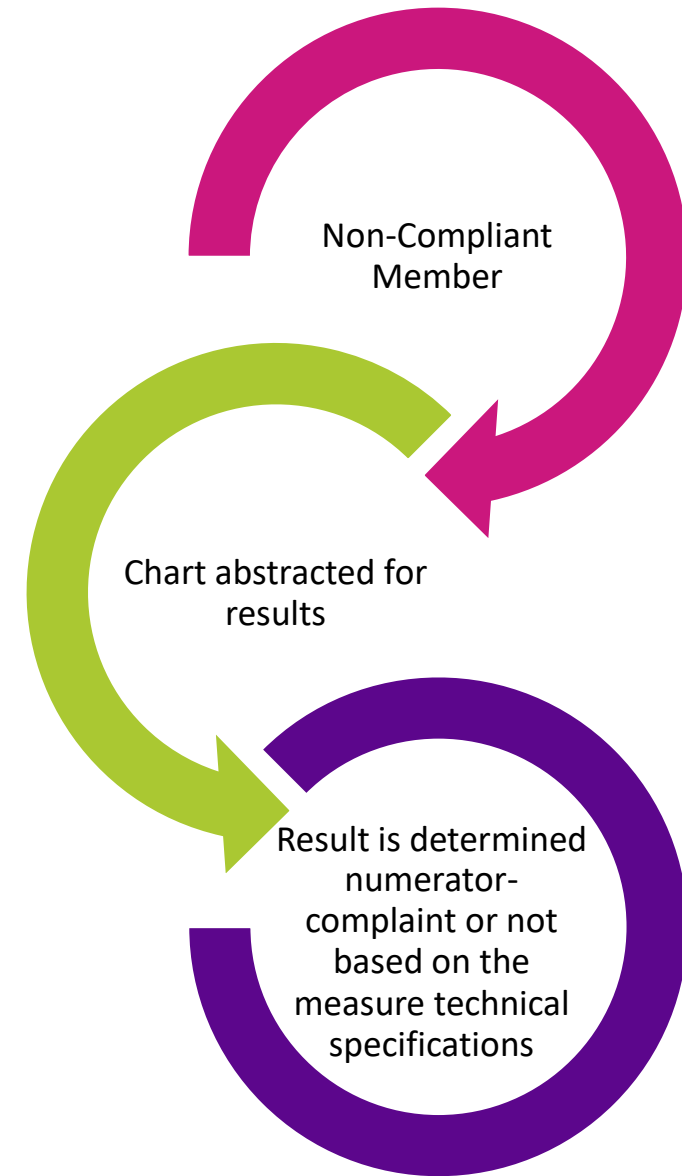 Non-Compliant
Member
Chart abstracted for
results
Result is determined
numerator-
complaint or not
based on the
measure technical
specifications